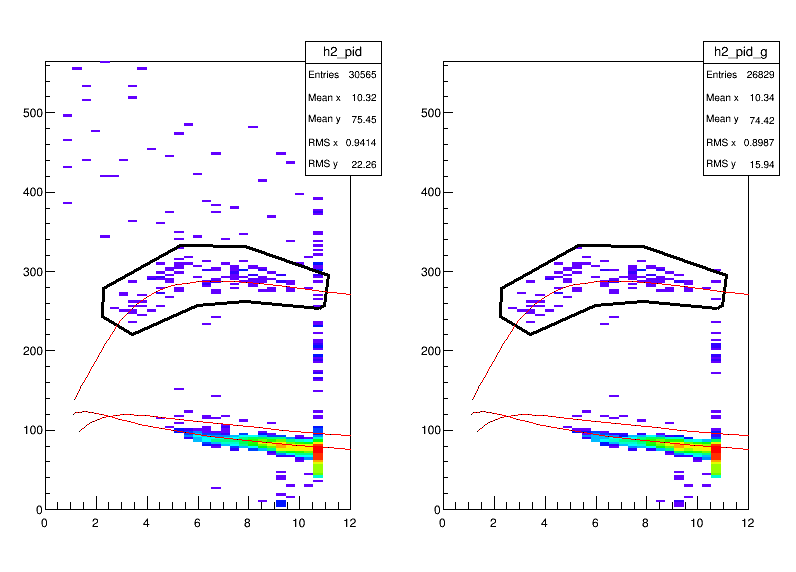 h2_pid
Entries 30565
Mean x 10.32
Mean y 75.45
RMS x 0.9414
RMS y 22.26
500
400
300
200
100
0
0 2 4 6 8 10 12
h2_pid_g
Entries 26829
Mean x 10.34
Mean y 74.42
RMS x 0.8987
RMS y 15.94
500
400
300
200
100
0
0 2 4 6 8 10 12